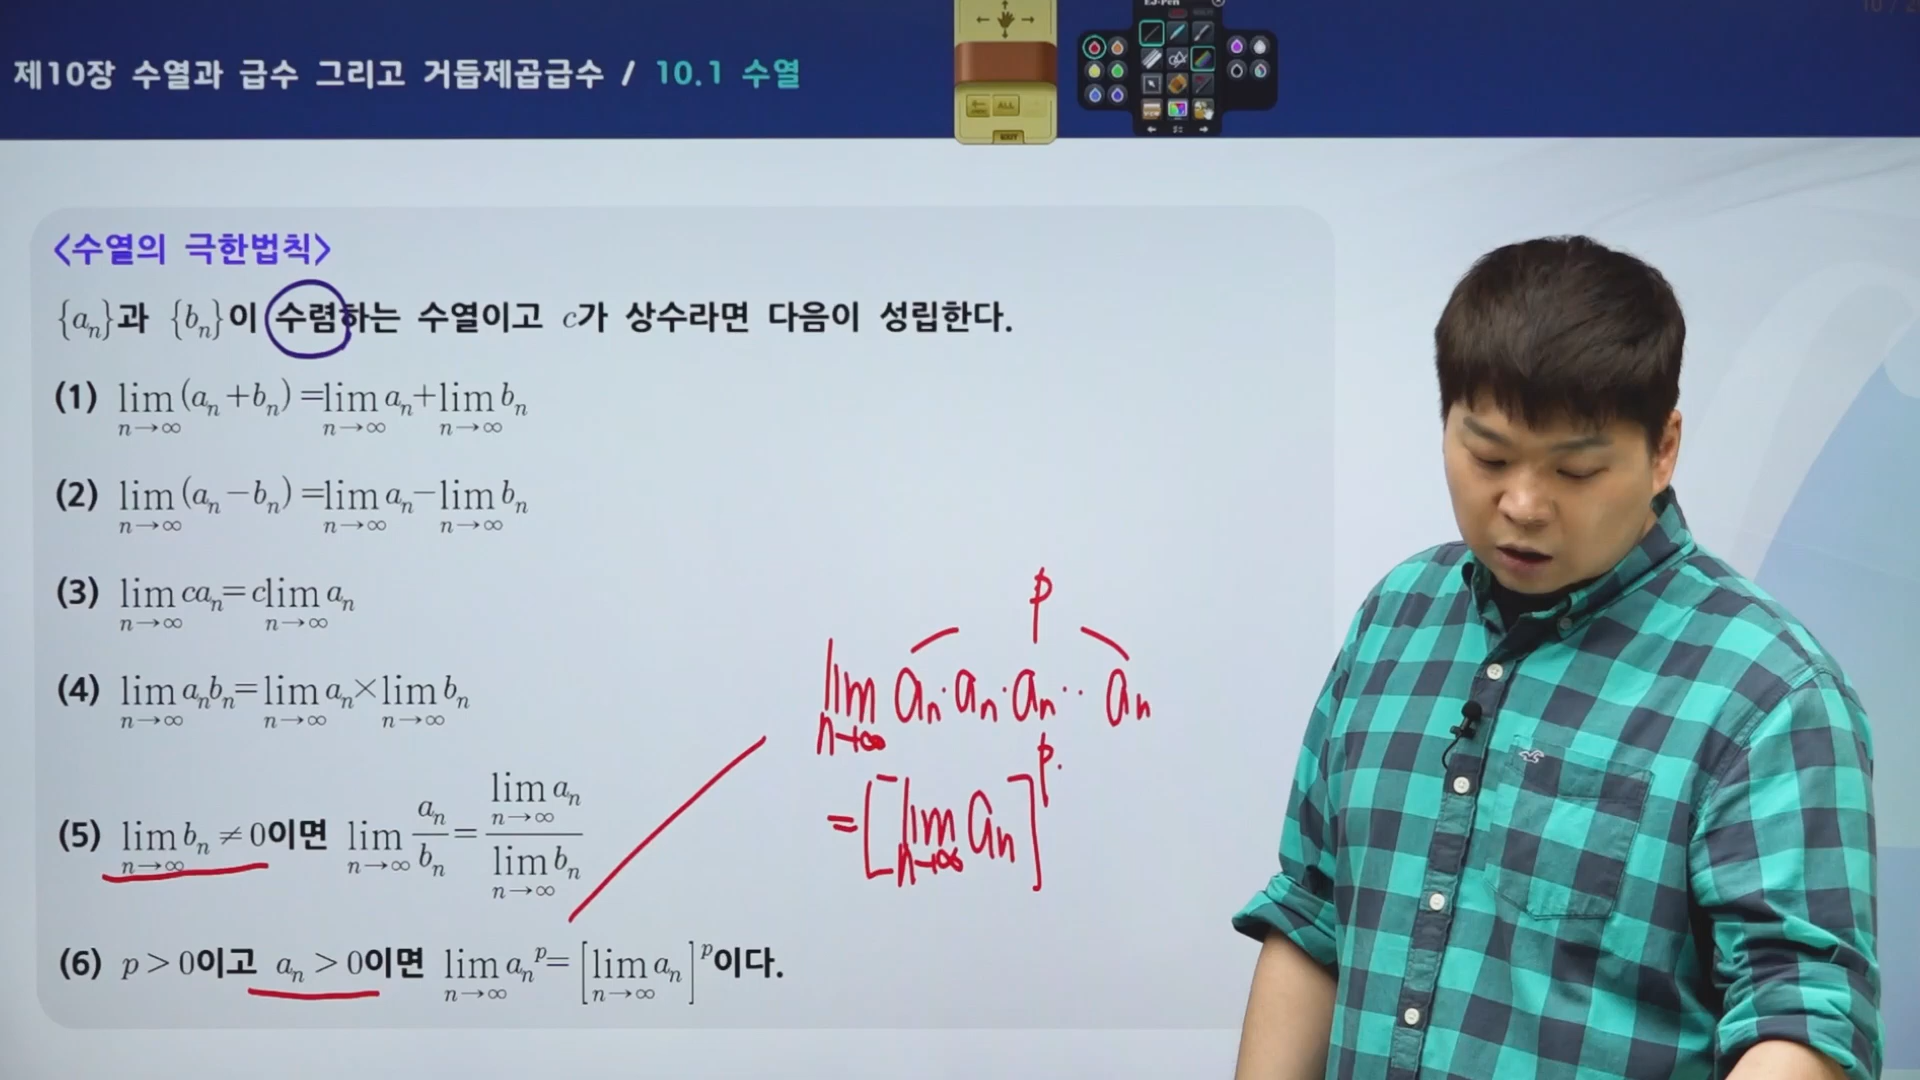 제10장 수열과 급수 그리고 거듭제곱급수 / 10.1 수열
ALL
EXIT
<수열의 극한법칙>
{aₙ}과 {bₙ}이 수렴하는 수열이고 c가 상수라면 다음이 성립한다.
(1) lim_{n→∞} (aₙ + bₙ) = lim_{n→∞} aₙ + lim_{n→∞} bₙ
(2) lim_{n→∞} (aₙ − bₙ) = lim_{n→∞} aₙ − lim_{n→∞} bₙ
(3) lim_{n→∞} caₙ = c lim_{n→∞} aₙ
(4) lim_{n→∞} aₙbₙ = lim_{n→∞} aₙ × lim_{n→∞} bₙ
(5) lim_{n→∞} bₙ ≠ 0이면 lim_{n→∞} aₙ/bₙ = lim_{n→∞} aₙ / lim_{n→∞} bₙ
(6) p > 0이고 aₙ > 0이면 lim_{n→∞} aₙ^p = [lim_{n→∞} aₙ]^p이다.
p
lim_{n→∞} aₙ · aₙ · aₙ ·· aₙ
= [lim_{n→∞} aₙ]^p.